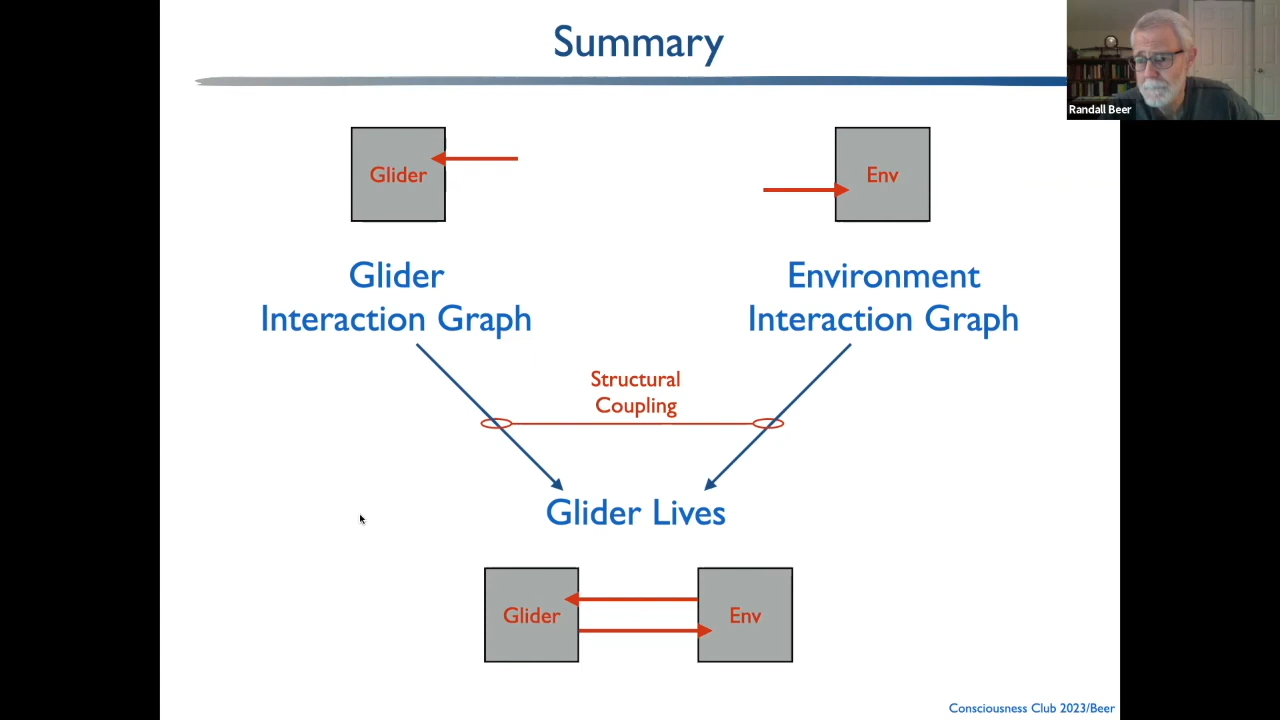 Summary
Randall Beer
Glider
Env
Glider
Interaction Graph
Environment
Interaction Graph
Structural
Coupling
Glider Lives
Glider
Env
Consciousness Club 2023/Beer